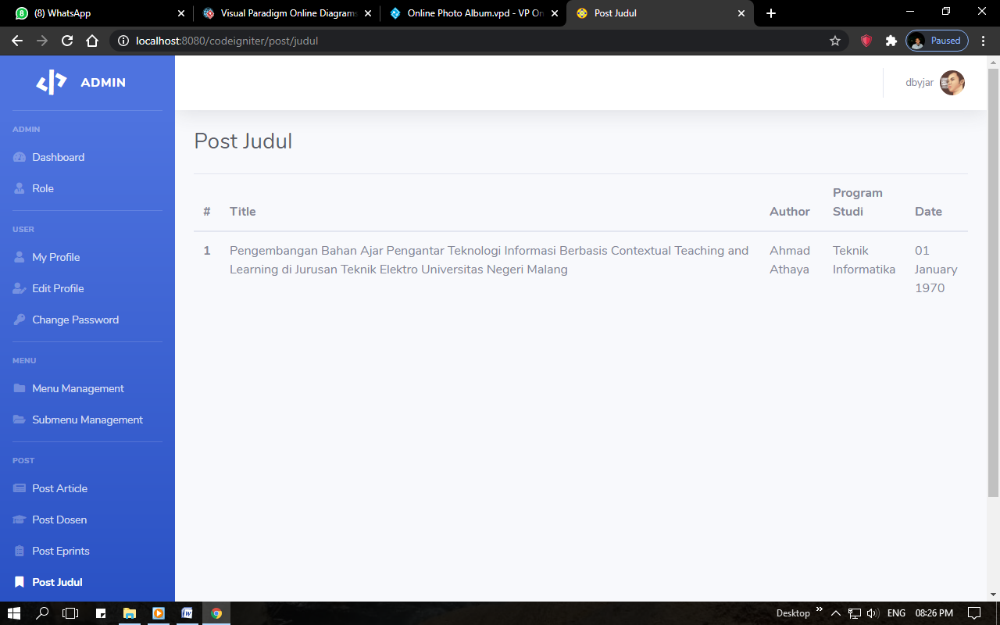 (8) WhatsApp
Visual Paradigm Online Diagrams
Online Photo Album.vpd - VP On
Post Judul
localhost:8080/codeigniter/post/judul
Paused
ADMIN
dbyjar
ADMIN
Dashboard
Role
USER
My Profile
Edit Profile
Change Password
MENU
Menu Management
Submenu Management
POST
Post Article
Post Dosen
Post Eprints
Post Judul
Post Judul
# Title Author Program
Studi Date
1 Pengembangan Bahan Ajar Pengantar Teknologi Informasi Berbasis Contextual Teaching and
Learning di Jurusan Teknik Elektro Universitas Negeri Malang
Ahmad
Athaya
Teknik
Informatika
01
January
1970
Desktop
ENG
08:26 PM